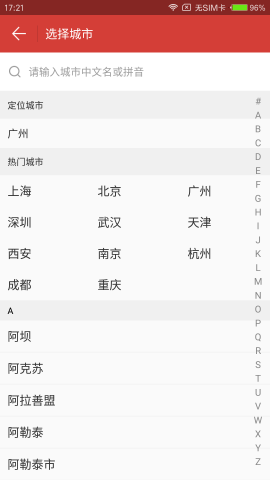 17:21 无SIM卡 96%
选择城市
请输入城市中文名或拼音
定位城市
广州
热门城市
上海 北京 广州
深圳 武汉 天津
西安 南京 杭州
成都 重庆
A
阿坝
阿克苏
阿拉善盟
阿勒泰
阿勒泰市
#
A
B
C
D
E
F
G
H
I
J
K
L
M
N
O
P
Q
R
S
T
U
V
W
X
Y
Z